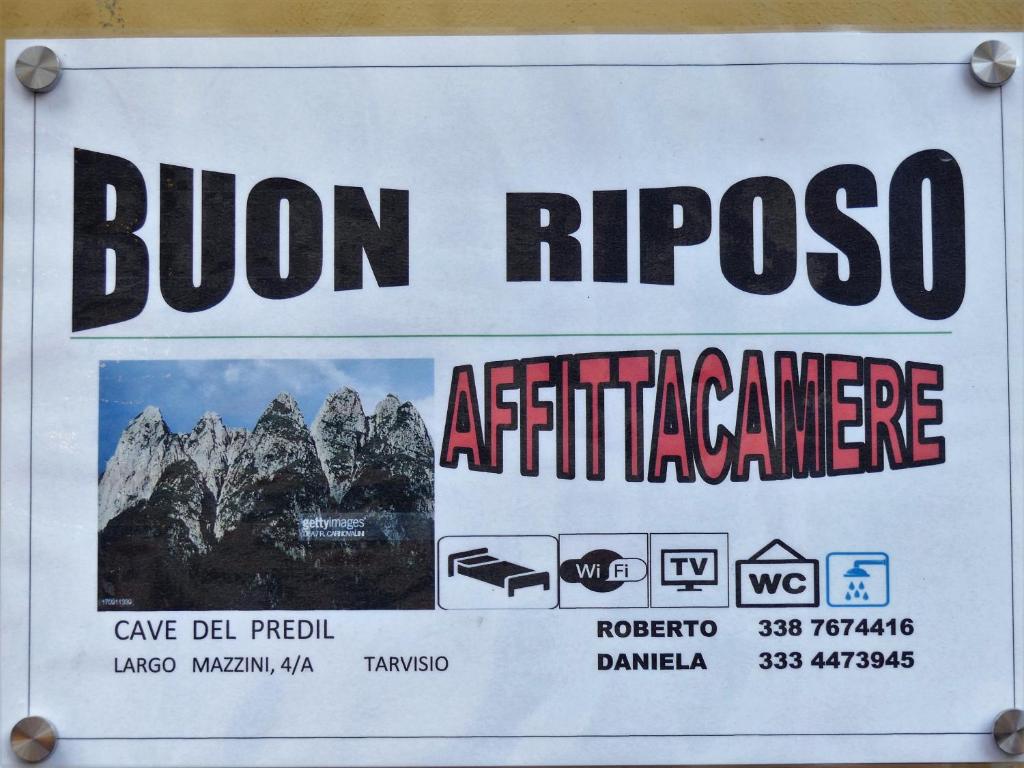 BUON RIPOSO
AFFITTACAMERE
gettyimages
Wi Fi
TV
WC
CAVE DEL PREDIL
LARGO MAZZINI, 4/A TARVISIO
ROBERTO 338 7674416
DANIELA 333 4473945